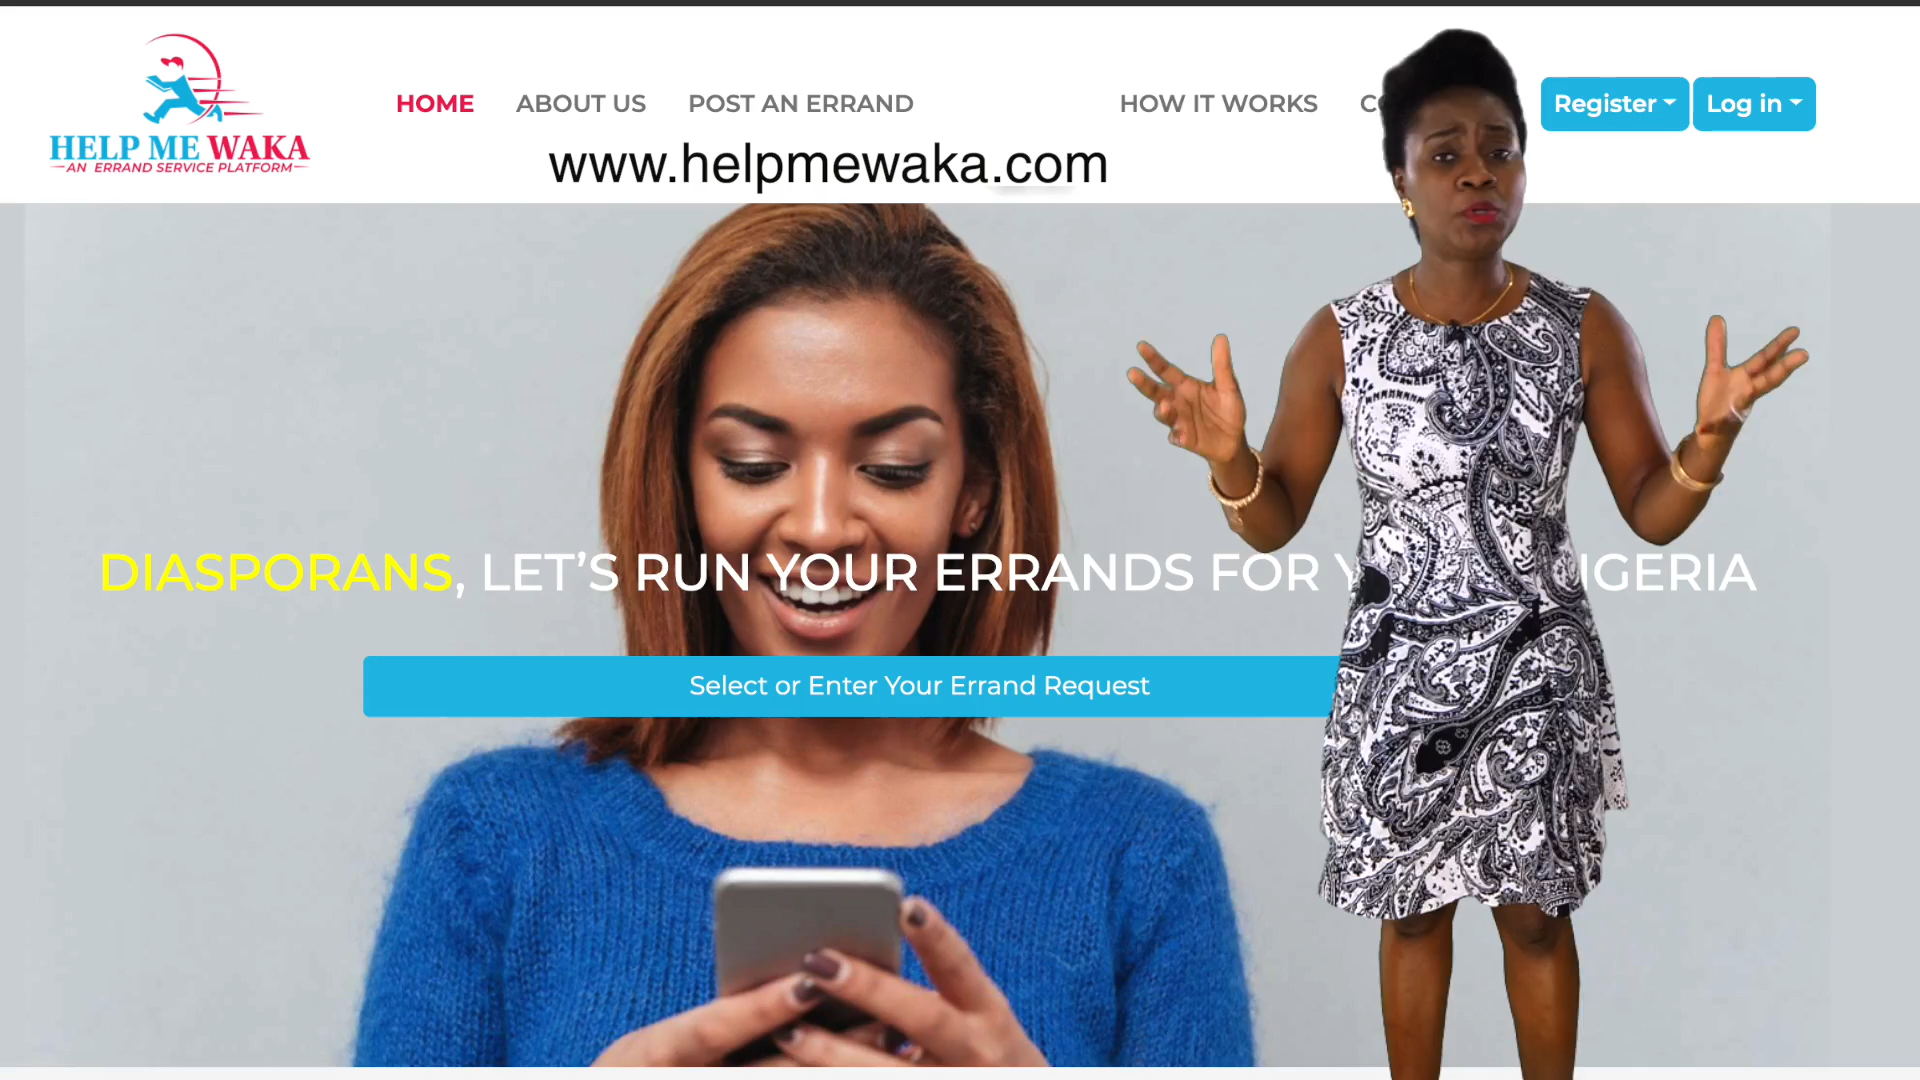 HELP ME WAKA
AN ERRAND SERVICE PLATFORM
HOME ABOUT US POST AN ERRAND HOW IT WORKS
Register Log in
www.helpmewaka.com
DIASPORANS, LET'S RUN YOUR ERRANDS FOR
Select or Enter Your Errand Request